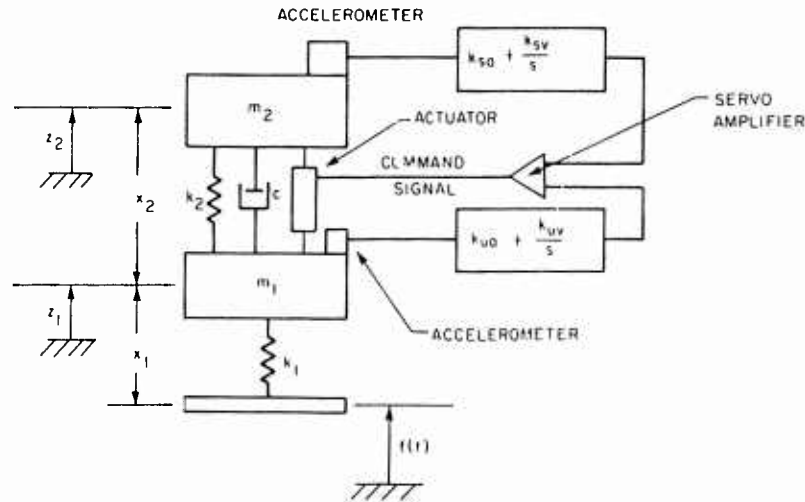 ACCELEROMETER
k_sa + k_sv/s
m_2
SERVO
AMPLIFIER
ACTUATOR
z_2
CLMMAND
SIGNAL
x_2
k_2
c
k_ua + k_uv/s
m_1
z_1
ACCELEROMETER
x_1
k_1
f(t)